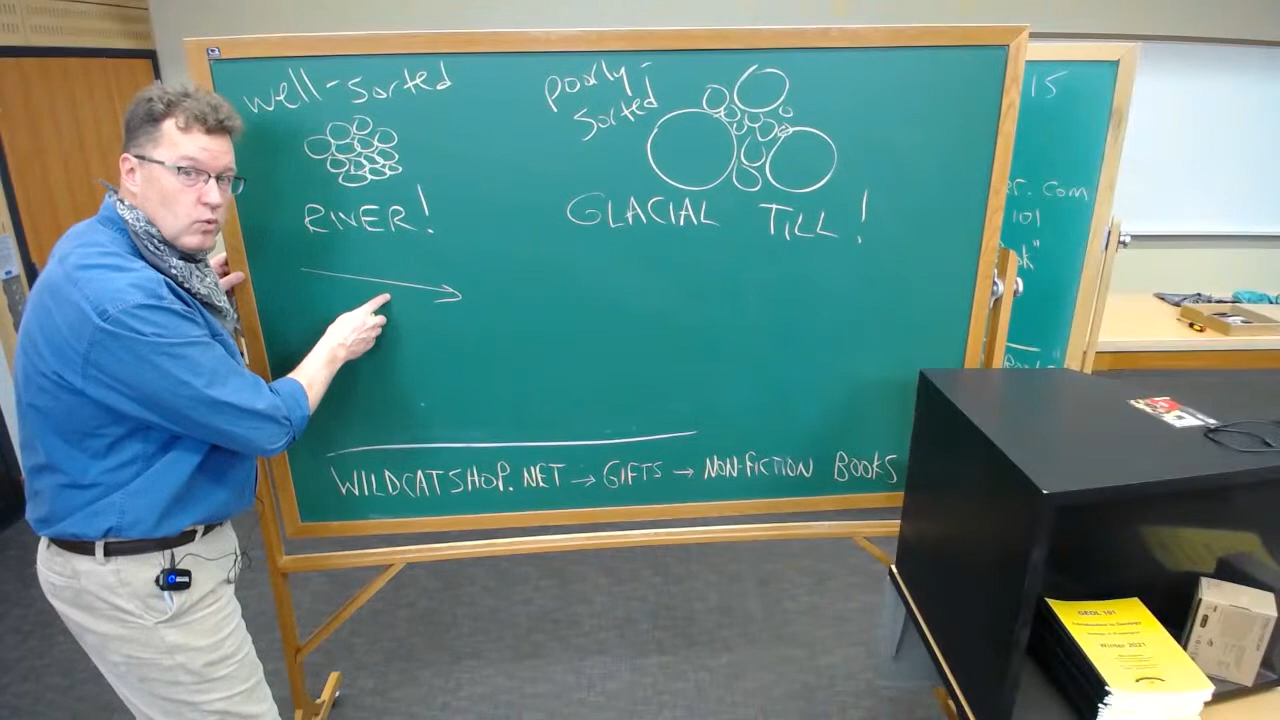 well-sorted
poorly-
sorted
RIVER!
GLACIAL TILL!
WILDCATSHOP.NET → GIFTS → NON-FICTION BOOKS
15
er.com
101
ok"
GEOL 101
Introduction to Geology
Winter 2021